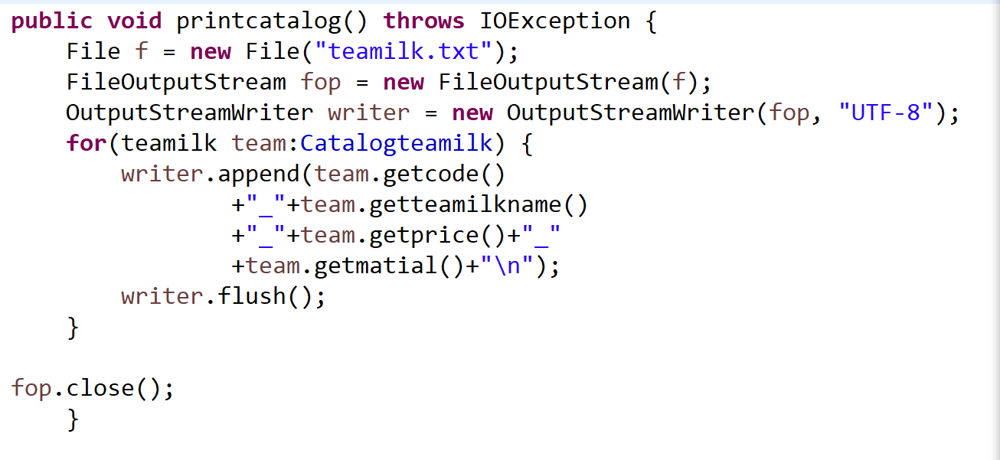 public void printcatalog() throws IOException {
File f = new File("teamilk.txt");
FileOutputStream fop = new FileOutputStream(f);
OutputStreamWriter writer = new OutputStreamWriter(fop, "UTF-8");
for(teamilk team:Catalogteamilk) {
writer.append(team.getcode()
+"_"+team.getteamilkname()
+"_"+team.getprice()+"_"
+team.getmatial()+"\n");
writer.flush();
}
fop.close();
}